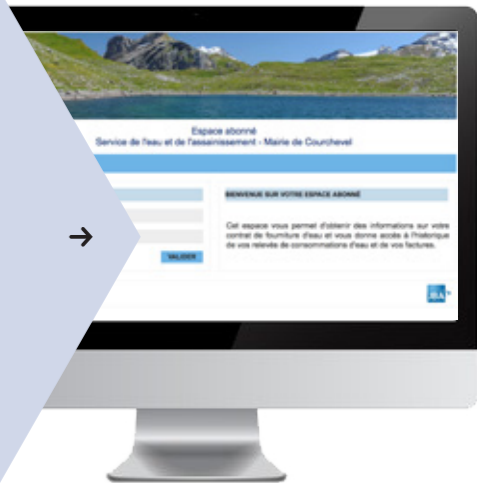 Espace abonné
Service de l'eau et de l'assainissement - Mairie de Courchevel
BIENVENUE SUR VOTRE ESPACE ABONNÉ
Cet espace vous permet d'obtenir des informations sur votre
contrat de fourniture d'eau et vous donne accès à l'historique
de vos relevés de consommations d'eau et de vos factures.
VALIDER
JBA